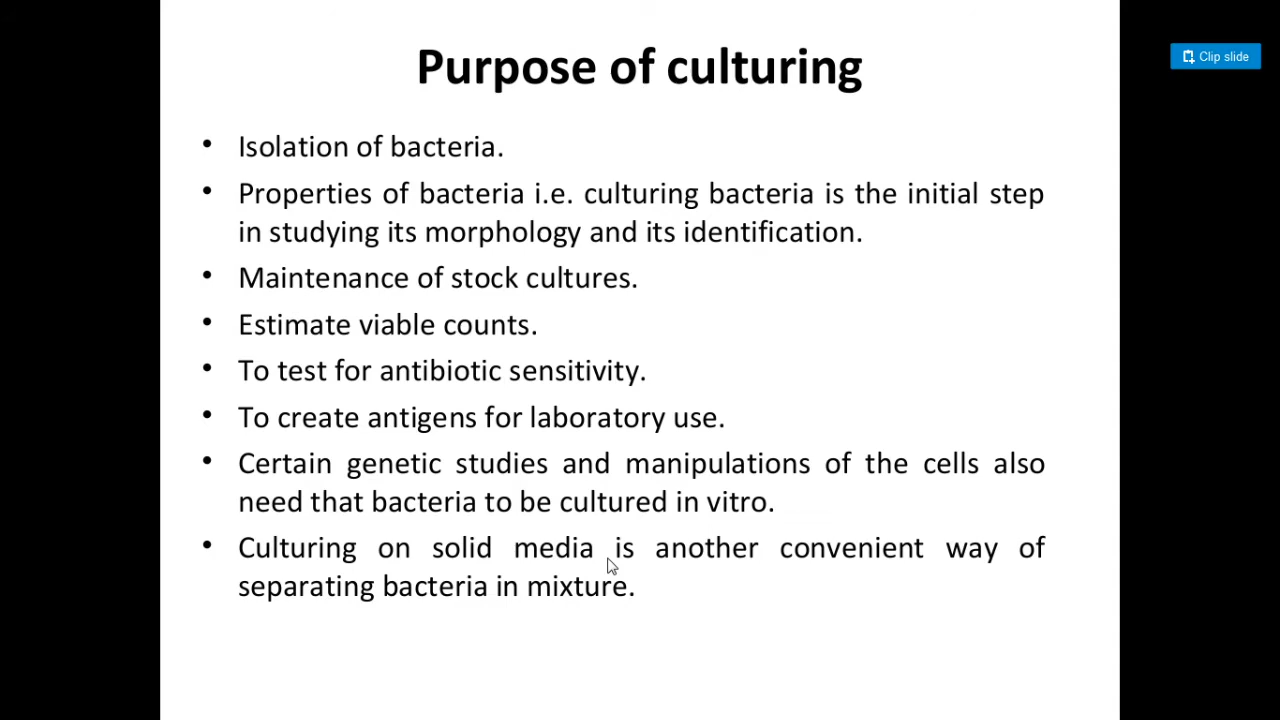 Purpose of culturing
Clip slide
• Isolation of bacteria.
• Properties of bacteria i.e. culturing bacteria is the initial step
in studying its morphology and its identification.
• Maintenance of stock cultures.
• Estimate viable counts.
• To test for antibiotic sensitivity.
• To create antigens for laboratory use.
• Certain genetic studies and manipulations of the cells also
need that bacteria to be cultured in vitro.
• Culturing on solid media is another convenient way of
separating bacteria in mixture.